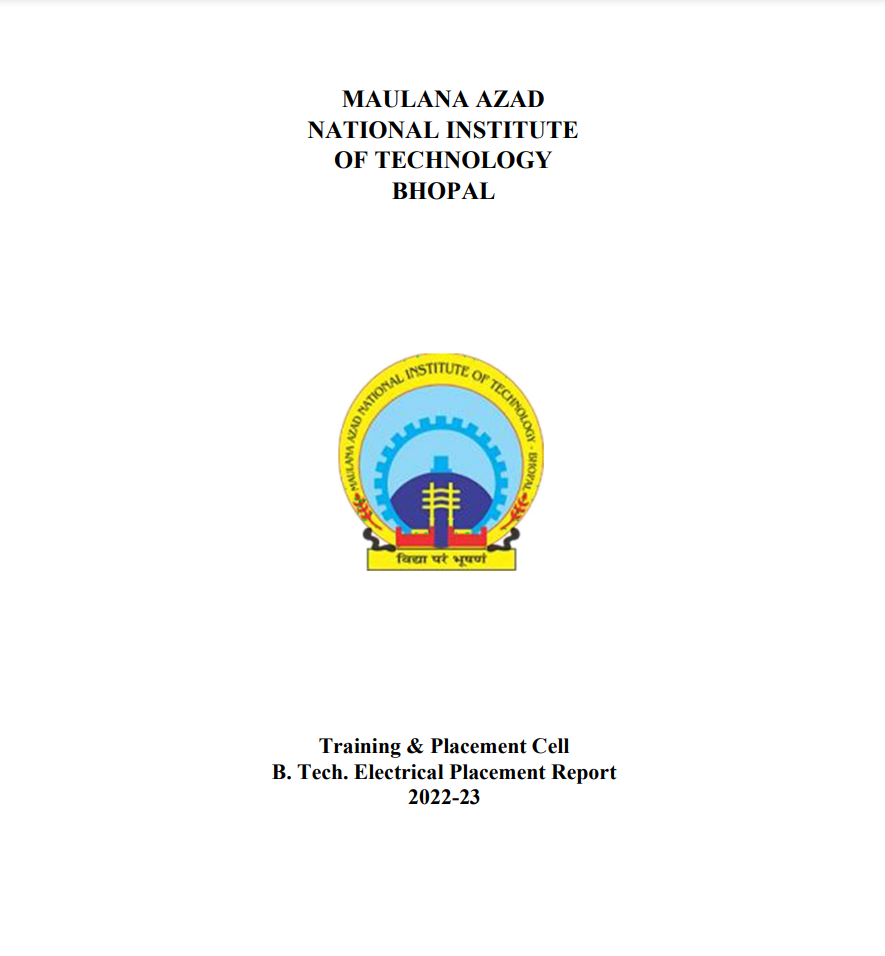 MAULANA AZAD
NATIONAL INSTITUTE
OF TECHNOLOGY
BHOPAL
MAULANA AZAD NATIONAL INSTITUTE OF TECHNOLOGY - BHOPAL
विद्या परं भूषणं
Training & Placement Cell
B. Tech. Electrical Placement Report
2022-23